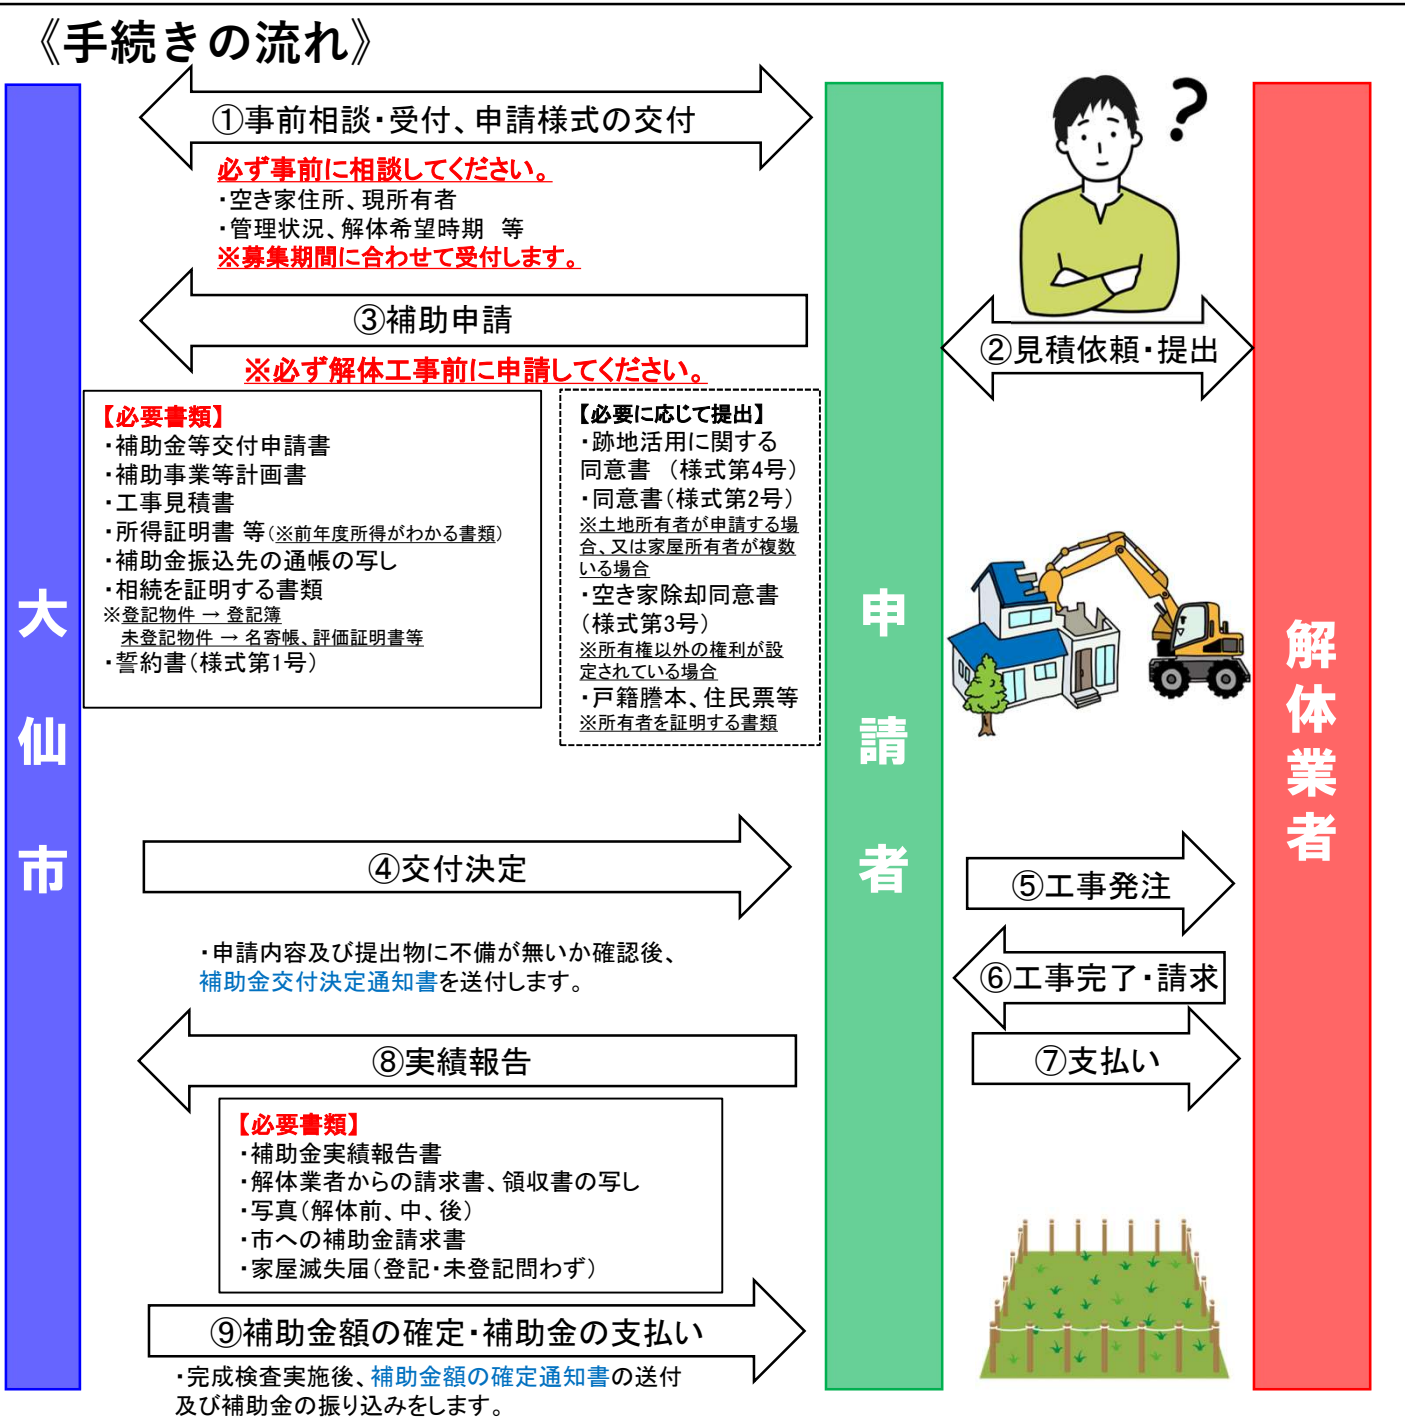 《手続きの流れ》
①事前相談・受付、申請様式の交付
必ず事前に相談してください。
・空き家住所、現所有者
・管理状況、解体希望時期　等
※募集期間に合わせて受付します。
?
②見積依頼・提出
③補助申請
※必ず解体工事前に申請してください。
【必要書類】
・補助金等交付申請書
・補助事業等計画書
・工事見積書
・所得証明書 等(※前年度所得がわかる書類)
・補助金振込先の通帳の写し
・相続を証明する書類
※登記物件 → 登記簿
未登記物件 → 名寄帳、評価証明書等
・誓約書(様式第1号)
【必要に応じて提出】
・跡地活用に関する
同意書　(様式第4号)
・同意書(様式第2号)
※土地所有者が申請する場
合、又は家屋所有者が複数
いる場合
・空き家除却同意書
(様式第3号)
※所有権以外の権利が設
定されている場合
・戸籍謄本、住民票等
※所有者を証明する書類
大仙市
申請者
解体業者
④交付決定
・申請内容及び提出物に不備が無いか確認後、
補助金交付決定通知書を送付します。
⑤工事発注
⑥工事完了・請求
⑦支払い
⑧実績報告
【必要書類】
・補助金実績報告書
・解体業者からの請求書、領収書の写し
・写真(解体前、中、後)
・市への補助金請求書
・家屋滅失届(登記・未登記問わず)
⑨補助金額の確定・補助金の支払い
・完成検査実施後、補助金額の確定通知書の送付
及び補助金の振り込みをします。